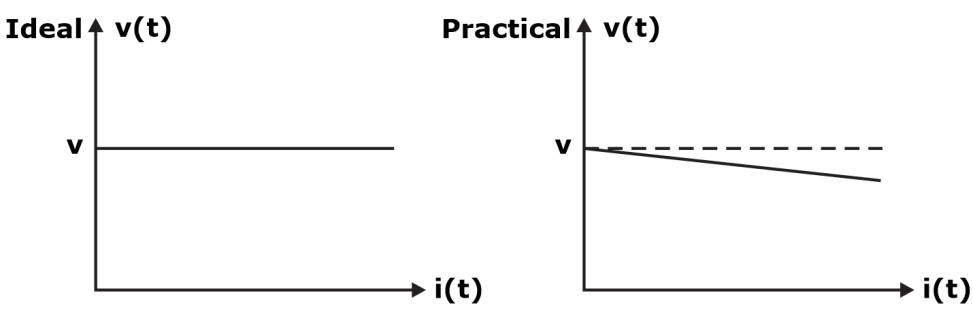 Ideal v(t)
v
i(t)
Practical v(t)
v
i(t)